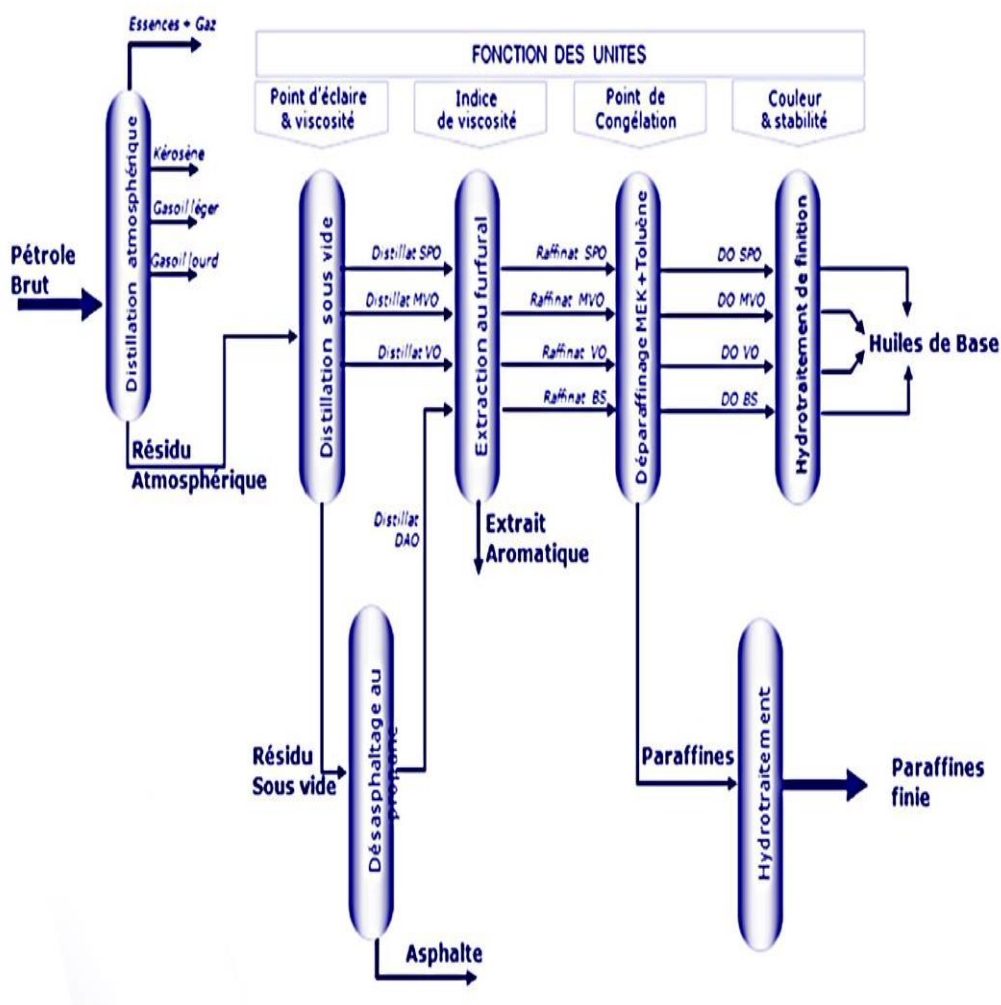 Essences + Gaz
FONCTION DES UNITES
Point d'éclaire
& viscosité
Indice
de viscosité
Point de
Congélation
Couleur
& stabilité
Distillation atmosphérique
Kérosène
Gasoil léger
Gasoil lourd
Pétrole
Brut
Résidu
Atmosphérique
Distillation sous vide
Distillat SPO
Distillat MVO
Distillat VO
Extraction au furfural
Raffinat SPO
Raffinat MVO
Raffinat VO
Raffinat BS
Déparaffinage MEK+Toluène
DO SPO
DO MVO
DO VO
DO BS
Hydrotraitement de finition
Huiles de Base
Distillat
DAO
Extrait
Aromatique
Résidu
Sous vide
Désasphaltage au
propane
Asphalte
Paraffines
Hydrotraitement
Paraffines
finie